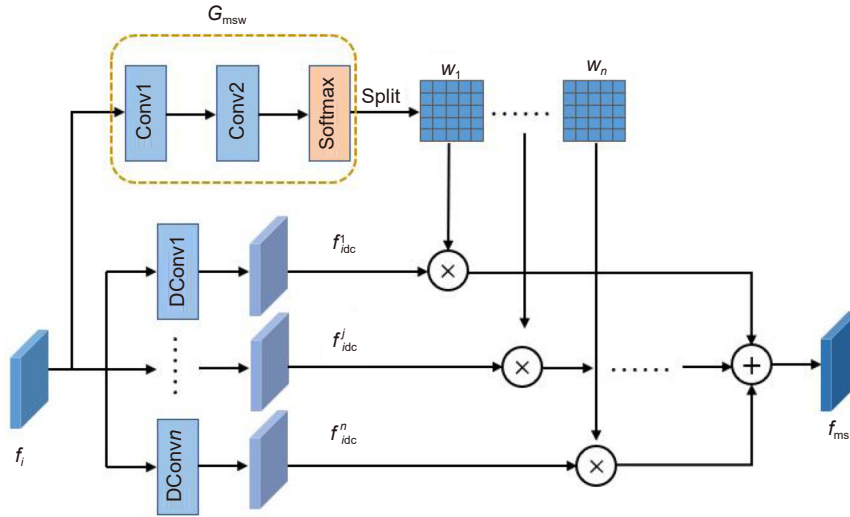 G_msw
Conv1
Conv2
Softmax
Split
w_1
......
w_n
DConv1
f^1_idc
×
......
f^j_idc
×
......
+
f_i
DConvn
f^n_idc
×
f_ms